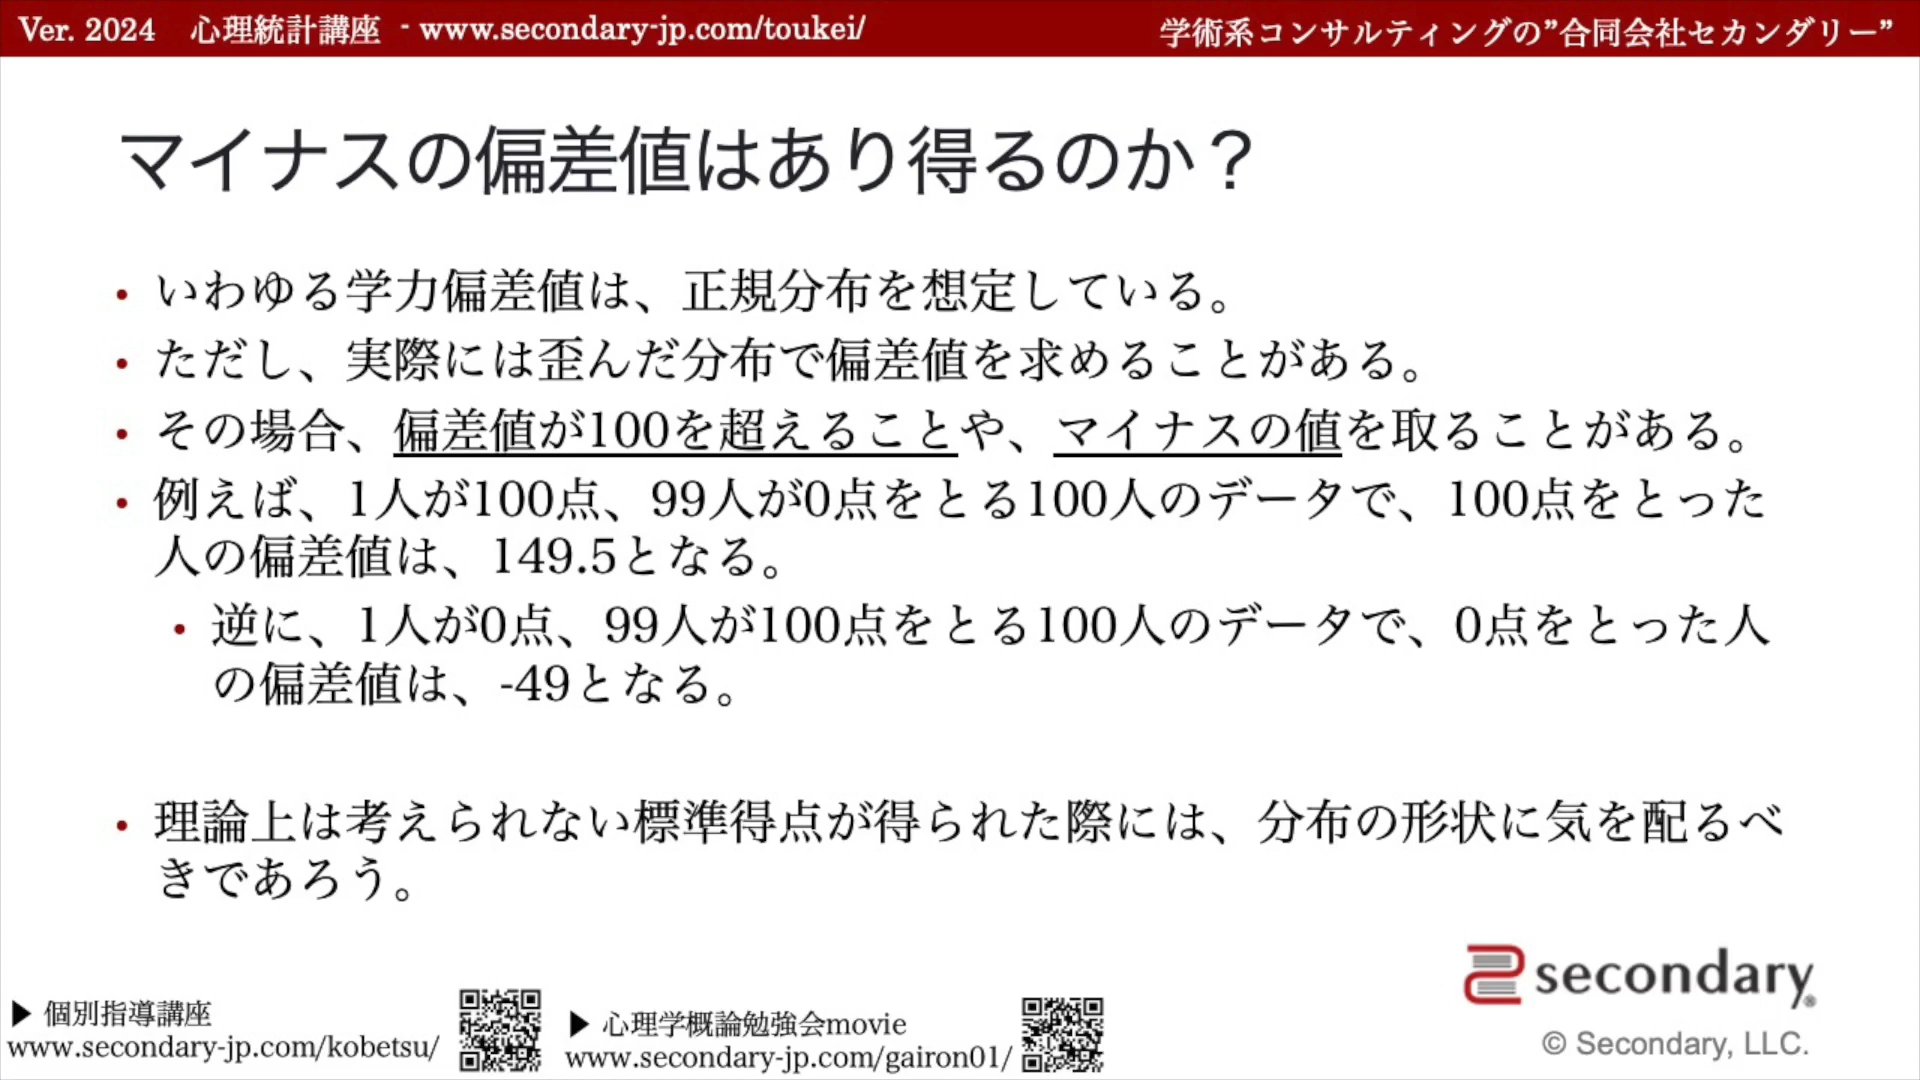 Ver. 2024 心理統計講座 - www.secondary-jp.com/toukei/
学術系コンサルティングの”合同会社セカンダリー”
マイナスの偏差値はあり得るのか？
• いわゆる学力偏差値は、正規分布を想定している。
• ただし、実際には歪んだ分布で偏差値を求めることがある。
• その場合、偏差値が100を超えることや、マイナスの値を取ることがある。
• 例えば、1人が100点、99人が0点をとる100人のデータで、100点をとった
人の偏差値は、149.5となる。
• 逆に、1人が0点、99人が100点をとる100人のデータで、0点をとった人
の偏差値は、-49となる。
• 理論上は考えられない標準得点が得られた際には、分布の形状に気を配るべ
きであろう。
▶ 個別指導講座
www.secondary-jp.com/kobetsu/
▶ 心理学概論勉強会movie
www.secondary-jp.com/gairon01/
secondary®
© Secondary, LLC.